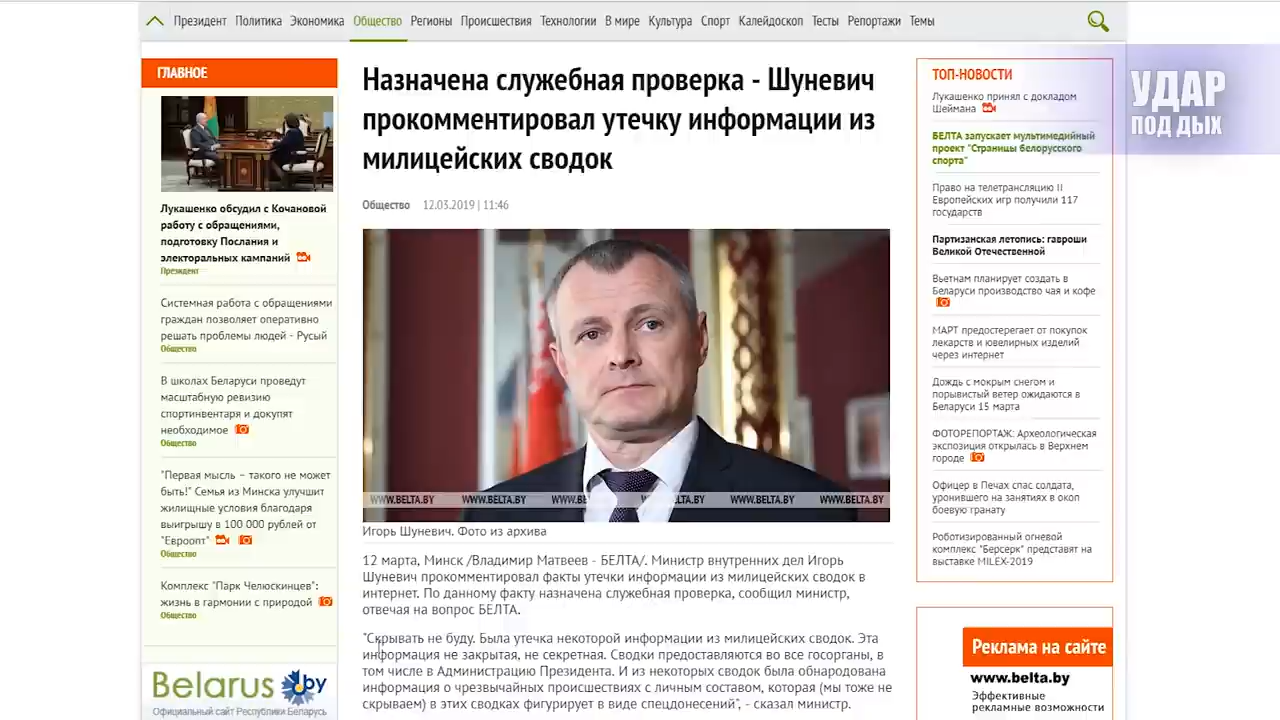 Президент Политика Экономика Общество Регионы Происшествия Технологии В мире Культура Спорт Калейдоскоп Тесты Репортажи Темы
ГЛАВНОЕ
Лукашенко обсудил с Кочановой
работу с обращениями,
подготовку Послания и
электоральных кампаний
Президент
Системная работа с обращениями
граждан позволяет оперативно
решать проблемы людей - Русый
Общество
В школах Беларуси проведут
масштабную ревизию
спортинвентаря и докупят
необходимое
Общество
"Первая мысль – такого не может
быть!" Семья из Минска улучшит
жилищные условия благодаря
выигрышу в 100 000 рублей от
"Евроопт"
Общество
Комплекс "Парк Челюскинцев":
жизнь в гармонии с природой
Общество
Belarus.by
Официальный сайт Республики Беларусь
Назначена служебная проверка - Шуневич
прокомментировал утечку информации из
милицейских сводок
Общество 12.03.2019 | 11:46
WWW.BELTA.BY WWW.BELTA.BY WWW.B LTA.BY WWW.BELTA.BY WWW.BELTA.BY
Игорь Шуневич. Фото из архива
12 марта, Минск /Владимир Матвеев - БЕЛТА/. Министр внутренних дел Игорь
Шуневич прокомментировал факты утечки информации из милицейских сводок в
интернет. По данному факту назначена служебная проверка, сообщил министр,
отвечая на вопрос БЕЛТА.
"Скрывать не буду. Была утечка некоторой информации из милицейских сводок. Эта
информация не закрытая, не секретная. Сводки предоставляются во все госорганы, в
том числе в Администрацию Президента. И из некоторых сводок была обнародована
информация о чрезвычайных происшествиях с личным составом, которая (мы тоже не
скрываем) в этих сводках фигурирует в виде спецдонесений", - сказал министр.
ТОП-НОВОСТИ
Лукашенко принял с докладом
Шеймана
БЕЛТА запускает мультимедийный
проект "Страницы белорусского
спорта"
Право на телетрансляцию II
Европейских игр получили 117
государств
Партизанская летопись: гавроши
Великой Отечественной
Вьетнам планирует создать в
Беларуси производство чая и кофе
МАРТ предостерегает от покупок
лекарств и ювелирных изделий
через интернет
Дождь с мокрым снегом и
порывистый ветер ожидаются в
Беларуси 15 марта
ФОТОРЕПОРТАЖ: Археологическая
экспозиция открылась в Верхнем
городе
Офицер в Печах спас солдата,
уронившего на занятиях в окоп
боевую гранату
Роботизированный огневой
комплекс "Берсерк" представят на
выставке MILEX-2019
Реклама на сайте
www.belta.by
Эффективные
рекламные возможности
УДАР
ПОД ДЫХ